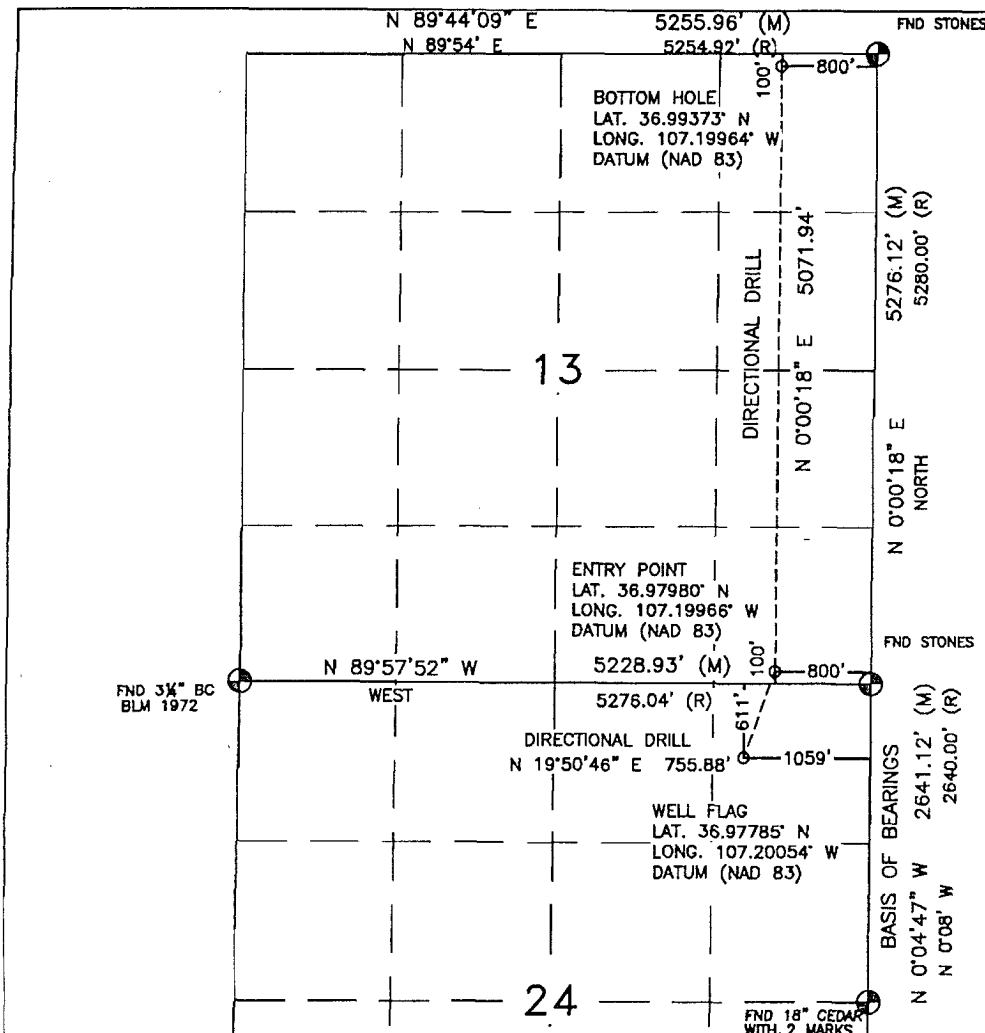 N 89°44'09" E 5255.96' (M) FND STONES
N 89°54' E 5254.92' (R)
100' 800'
BOTTOM HOLE
LAT. 36.99373° N
LONG. 107.19964° W
DATUM (NAD 83)
5276.12' (M)
5280.00' (R)
DIRECTIONAL DRILL
N 0°00'18" E 5071.94'
13
N 0°00'18" E
NORTH
ENTRY POINT
LAT. 36.97980° N
LONG. 107.19966° W
DATUM (NAD 83)
FND STONES
N 89°57'52" W 5228.93' (M) 100' 800'
FND 3¼" BC
BLM 1972
WEST 5276.04' (R)
611'
DIRECTIONAL DRILL
N 19°50'46" E 755.88' 1059'
WELL FLAG
LAT. 36.97785° N
LONG. 107.20054° W
DATUM (NAD 83)
BASIS OF BEARINGS
N 0°04'47" W 2641.12' (M)
N 0°08' W 2640.00' (R)
24
FND 18" CEDAR
WITH 2 MARKS